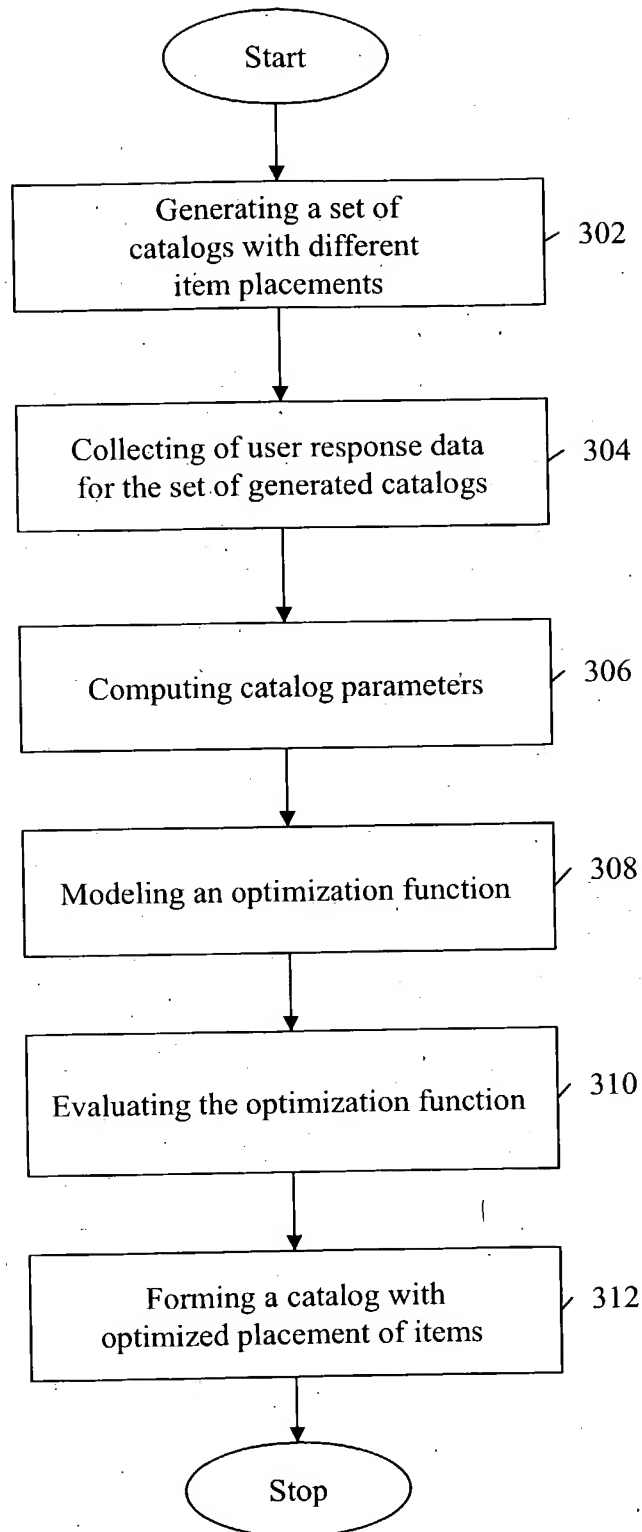 Start
Generating a set of
catalogs with different
item placements
302
Collecting of user response data
for the set of generated catalogs
304
Computing catalog parameters
306
Modeling an optimization function
308
Evaluating the optimization function
310
Forming a catalog with
optimized placement of items
312
Stop